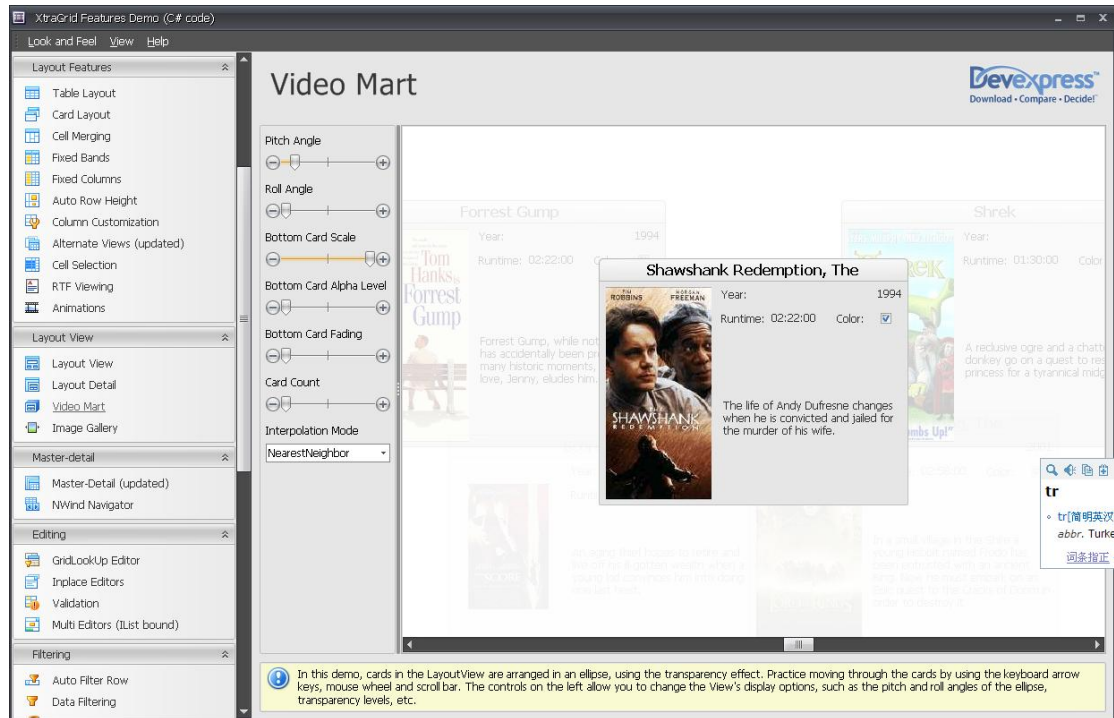 XtraGrid Features Demo (C# code)
Look and Feel View Help
Layout Features
Table Layout
Card Layout
Cell Merging
Fixed Bands
Fixed Columns
Auto Row Height
Column Customization
Alternate Views (updated)
Cell Selection
RTF Viewing
Animations
Layout View
Layout View
Layout Detail
Video Mart
Image Gallery
Master-detail
Master-Detail (updated)
NWind Navigator
Editing
GridLookUp Editor
Inplace Editors
Validation
Multi Editors (IList bound)
Filtering
Auto Filter Row
Data Filtering
Video Mart
Devexpress™
Download • Compare • Decide!
Pitch Angle
Roll Angle
Bottom Card Scale
Bottom Card Alpha Level
Bottom Card Fading
Card Count
Interpolation Mode
NearestNeighbor
Forrest Gump
Year: 1994
Runtime: 02:22:00
Tom
Hanks is
Forrest
Gump
Forrest Gump, while not
has accidentally been pr
many historic moments,
love, Jenny, eludes him.
Shawshank Redemption, The
TIM ROBBINS
MORGAN FREEMAN
SHAWSHANK
REDEMPTION
Year: 1994
Runtime: 02:22:00 Color:
The life of Andy Dufresne changes
when he is convicted and jailed for
the murder of his wife.
Shrek
Year:
Runtime: 01:30:00 Color
A reclusive ogre and a chatt
donkey go on a quest to res
princess for a tyrannical midg
mbs Up!"
tr
tr[简明英汉
abbr. Turke
词条指正
In this demo, cards in the LayoutView are arranged in an ellipse, using the transparency effect. Practice moving through the cards by using the keyboard arrow
keys, mouse wheel and scroll bar. The controls on the left allow you to change the View's display options, such as the pitch and roll angles of the ellipse,
transparency levels, etc.